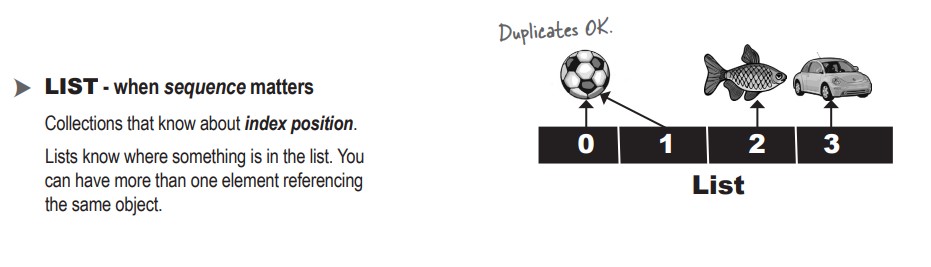 LIST - when sequence matters
Collections that know about index position.
Lists know where something is in the list. You
can have more than one element referencing
the same object.
Duplicates OK.
0 1 2 3
List